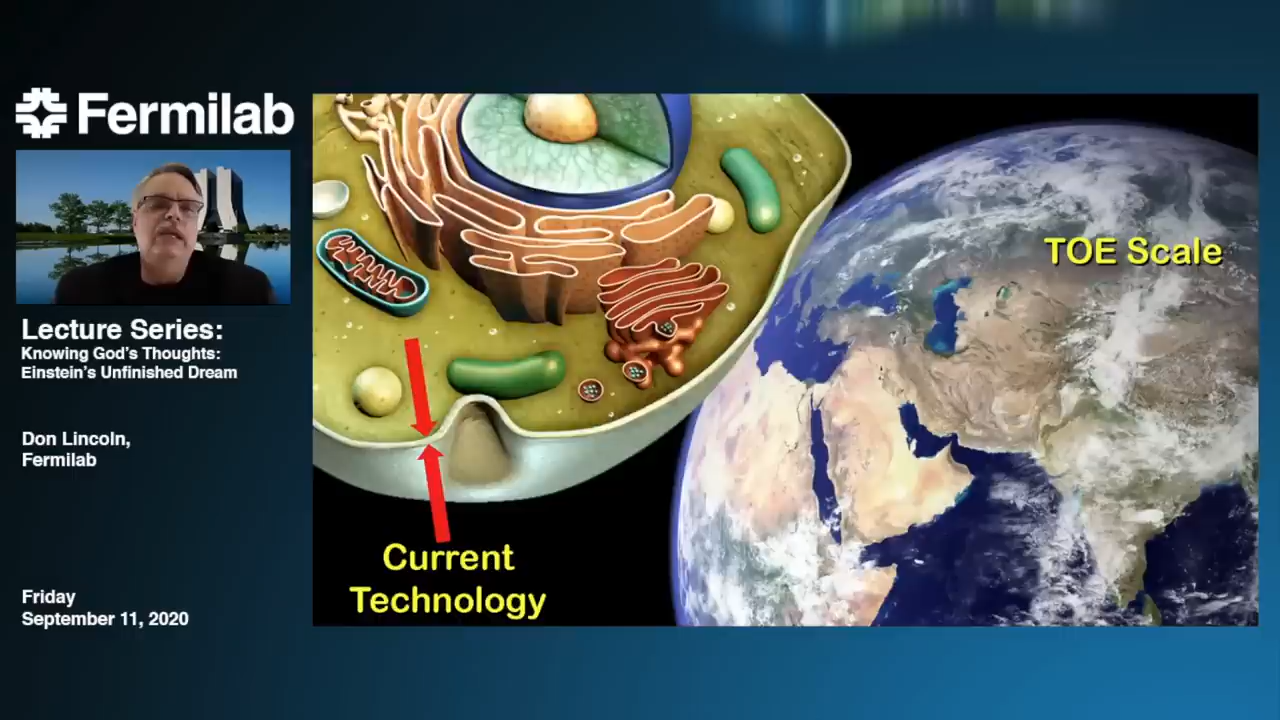 Fermilab
Lecture Series:
Knowing God's Thoughts:
Einstein's Unfinished Dream
Don Lincoln,
Fermilab
Friday
September 11, 2020
TOE Scale
Current
Technology